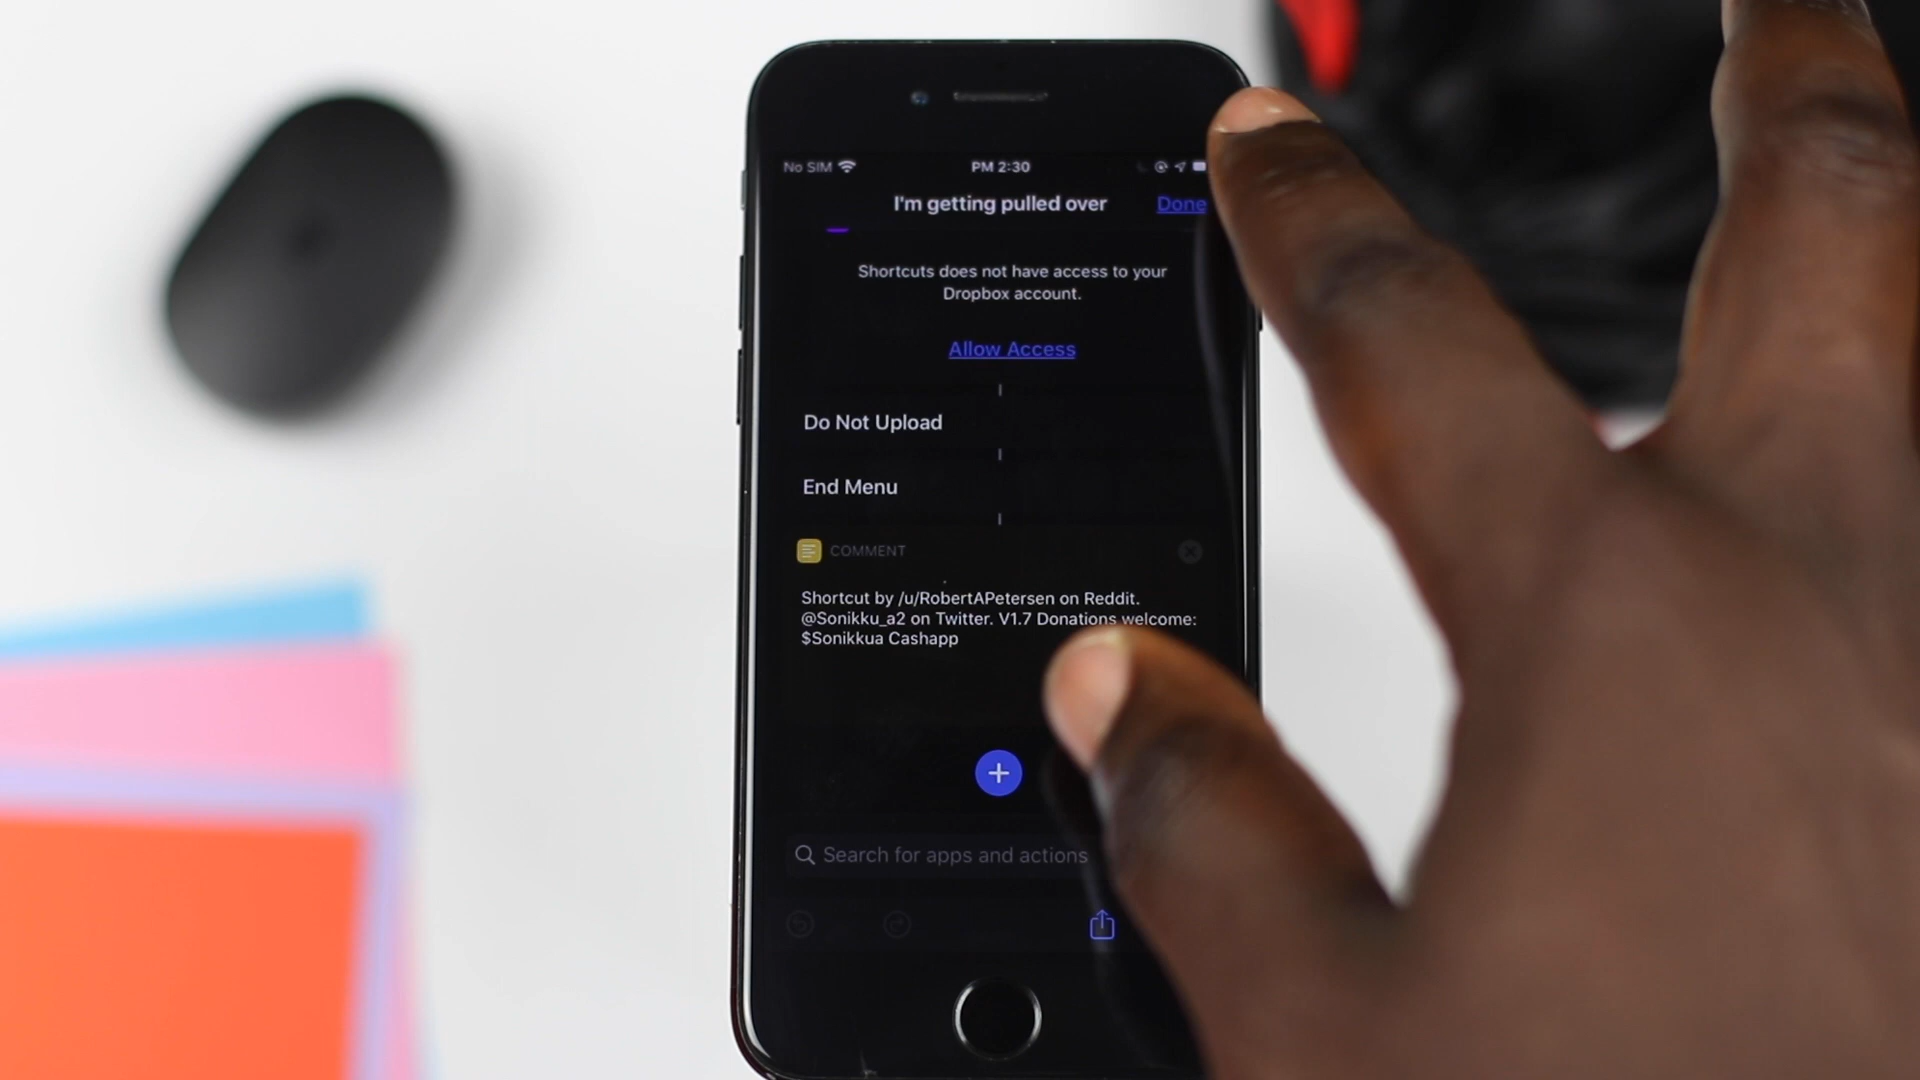 No SIM
PM 2:30
I'm getting pulled over
Done
Shortcuts does not have access to your
Dropbox account.
Allow Access
Do Not Upload
End Menu
COMMENT
Shortcut by /u/RobertAPetersen on Reddit.
@Sonikku_a2 on Twitter. V1.7 Donations welcome:
$Sonikkua Cashapp
Search for apps and actions